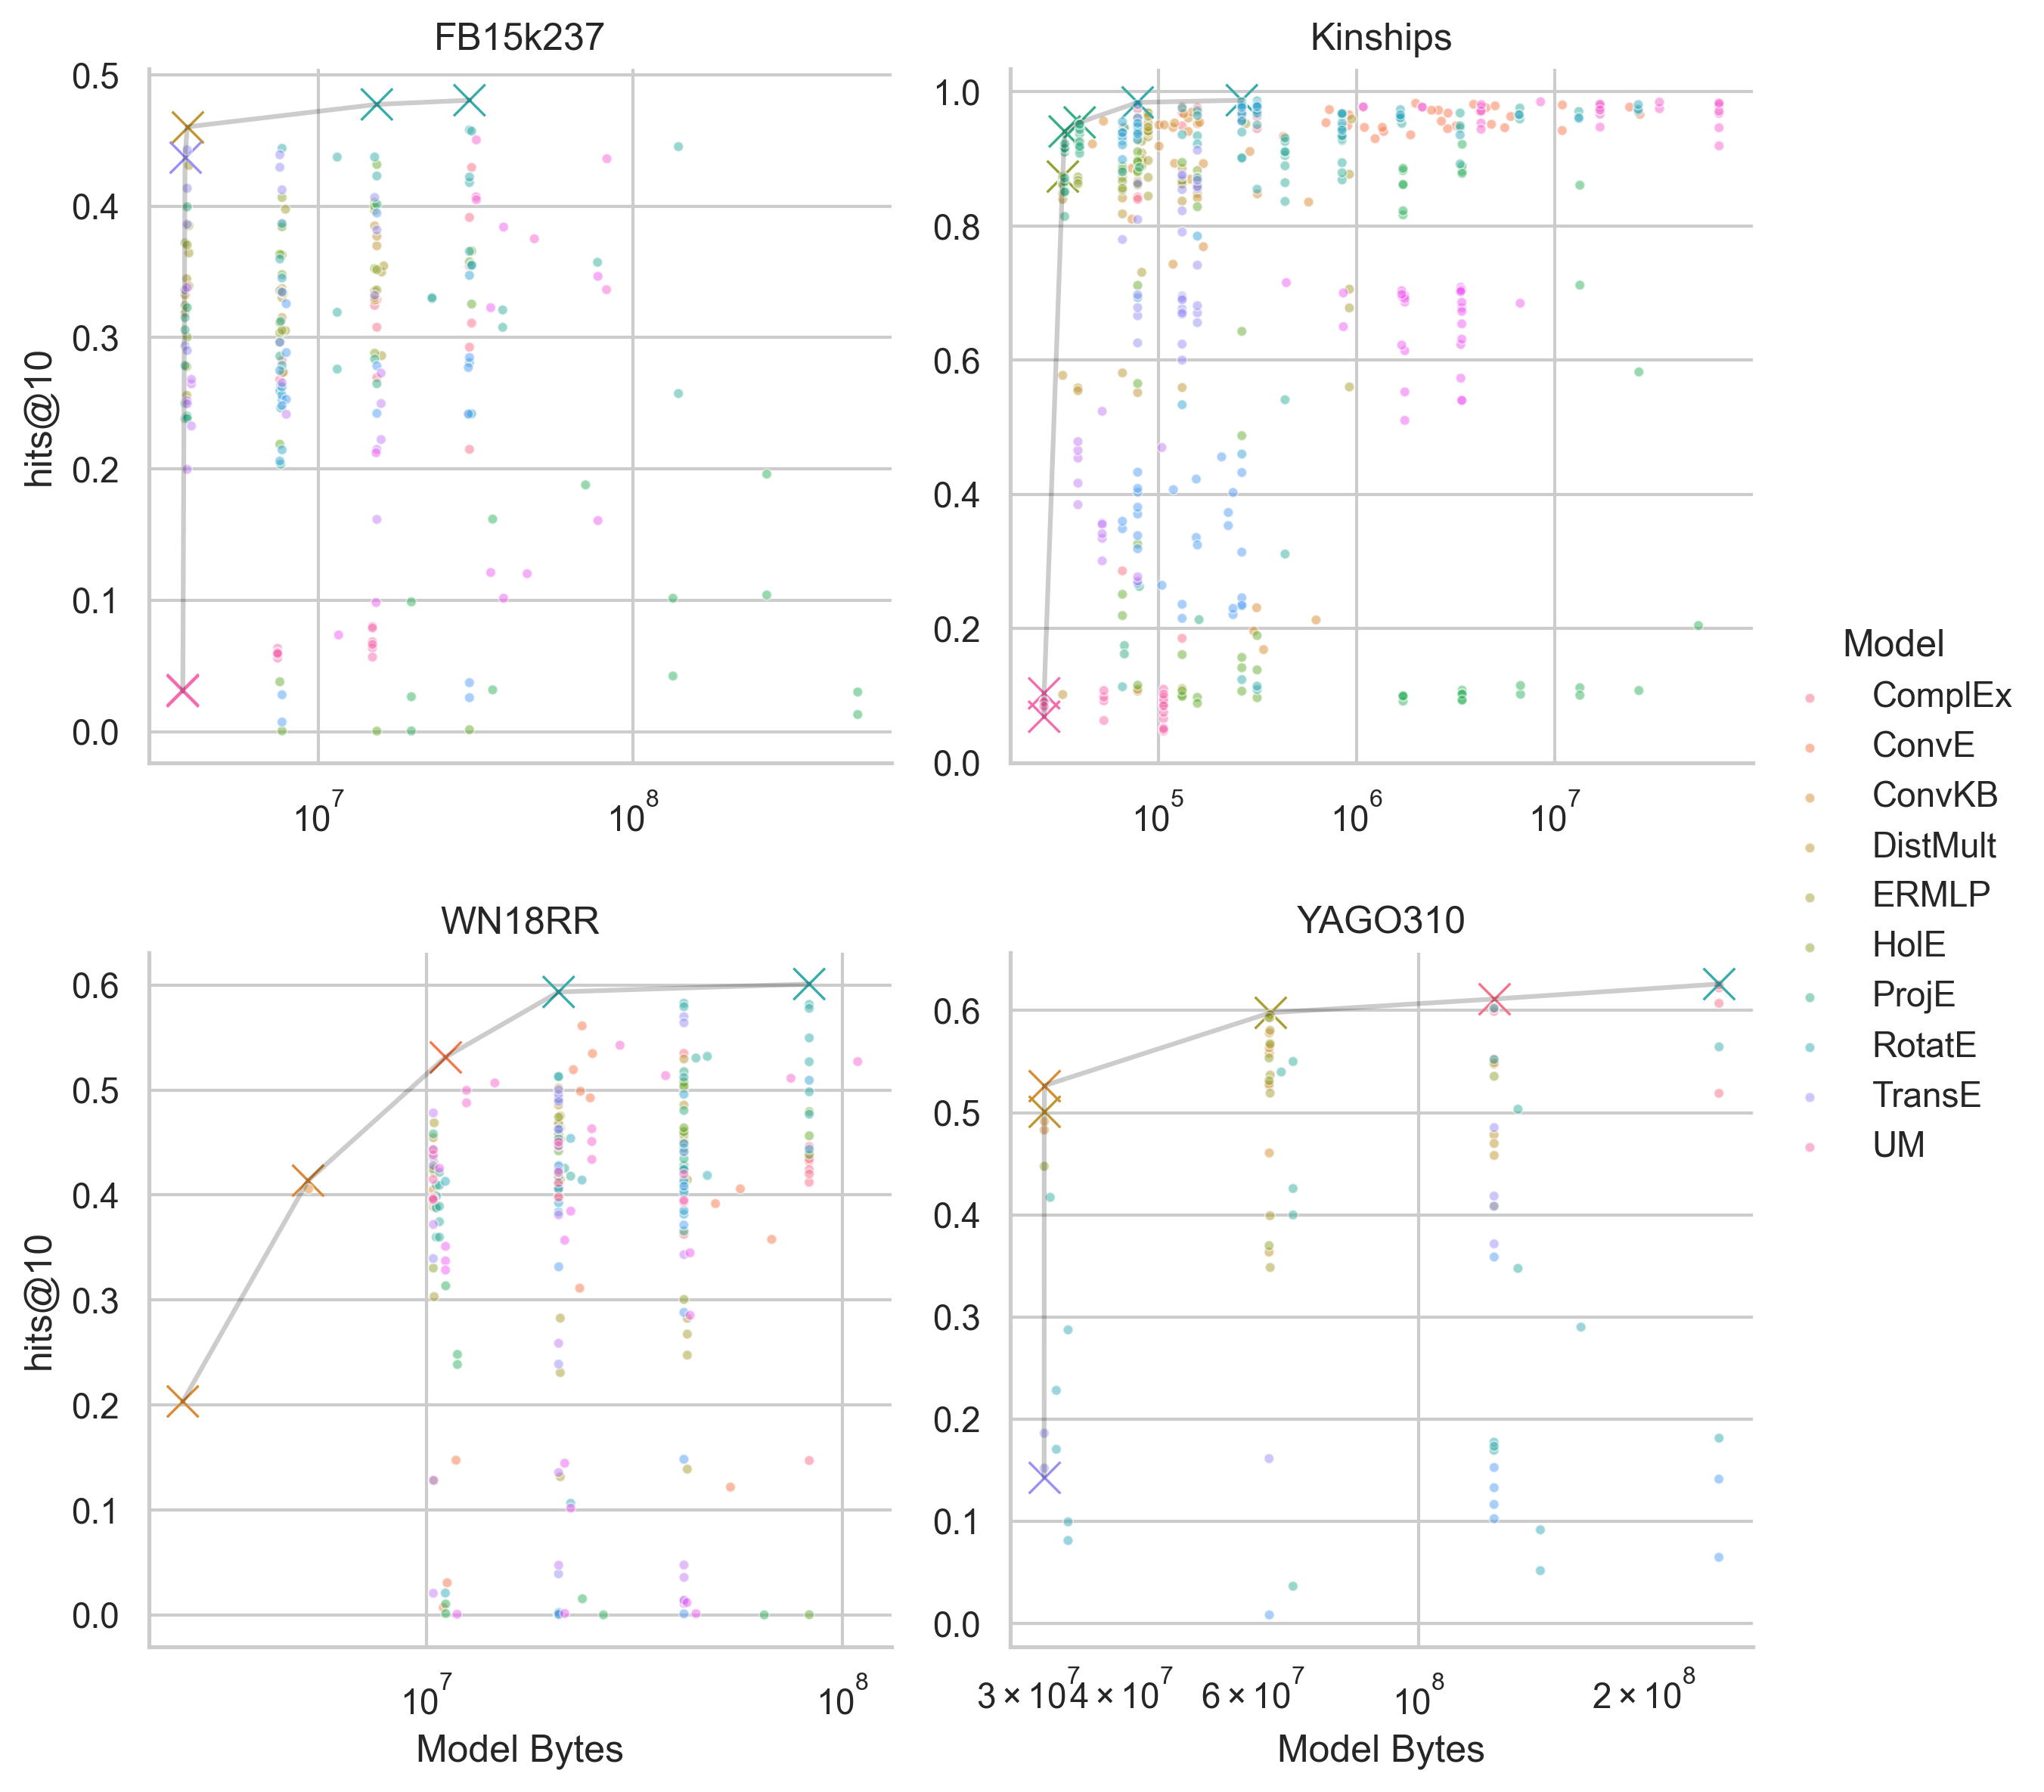 FB15k237
Kinships
0.5
0.4
0.3
0.2
0.1
0.0
hits@10
10^7
10^8
1.0
0.8
0.6
0.4
0.2
0.0
10^5
10^6
10^7
Model
ComplEx
ConvE
ConvKB
DistMult
ERMLP
HolE
ProjE
RotatE
TransE
UM
WN18RR
YAGO310
0.6
0.5
0.4
0.3
0.2
0.1
0.0
hits@10
10^7
10^8
Model Bytes
0.6
0.5
0.4
0.3
0.2
0.1
0.0
3 × 10^7
4 × 10^7
6 × 10^7
10^8
2 × 10^8
Model Bytes